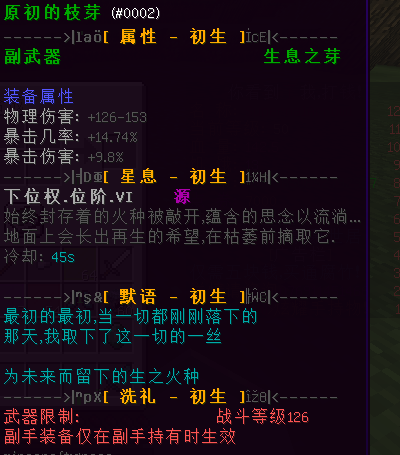 原初的枝芽 (#0002)
------>|[ 属性 - 初生 ]|<------
副武器 生息之芽
装备属性
物理伤害: +126-153
暴击几率: +14.74%
暴击伤害: +9.8%
------>|[ 星息 - 初生 ]|<------
下位权.位阶.VI 源
始终封存着的火种被敲开,蕴含的思念以流淌...
地面上会长出再生的希望,在枯萎前摘取它.
冷却: 45s
------>|[ 默语 - 初生 ]|<------
最初的最初,当一切都刚刚落下的
那天,我取下了这一切的一丝
为未来而留下的生之火种
------>|[ 洗礼 - 初生 ]|<------
武器限制: 战斗等级126
副手装备仅在副手持有时生效